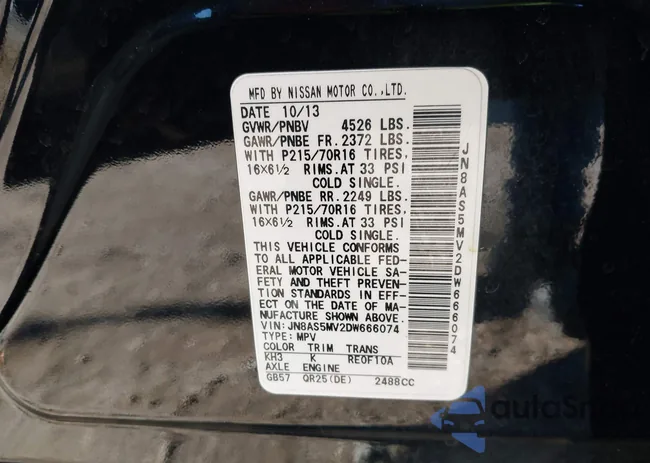 MFD BY NISSAN MOTOR CO.,LTD.
DATE 10/13
GVWR/PNBV 4526 LBS.
GAWR/PNBE FR.2372 LBS.
WITH P215/70R16 TIRES,
16×6½ RIMS.AT 33 PSI
COLD SINGLE.
GAWR/PNBE RR.2249 LBS.
WITH P215/70R16 TIRES,
16×6½ RIMS.AT 33 PSI
COLD SINGLE.
THIS VEHICLE CONFORMS
TO ALL APPLICABLE FED-
ERAL MOTOR VEHICLE SA-
FETY AND THEFT PREVEN-
TION STANDARDS IN EFF-
ECT ON THE DATE OF MA-
NUFACTURE SHOWN ABOVE.
VIN:JN8AS5MV2DW666074
TYPE:MPV
COLOR TRIM TRANS
KH3 K RE0F10A
AXLE ENGINE
GB57 QR25(DE) 2488CC
JN8AS5MV2DW666074